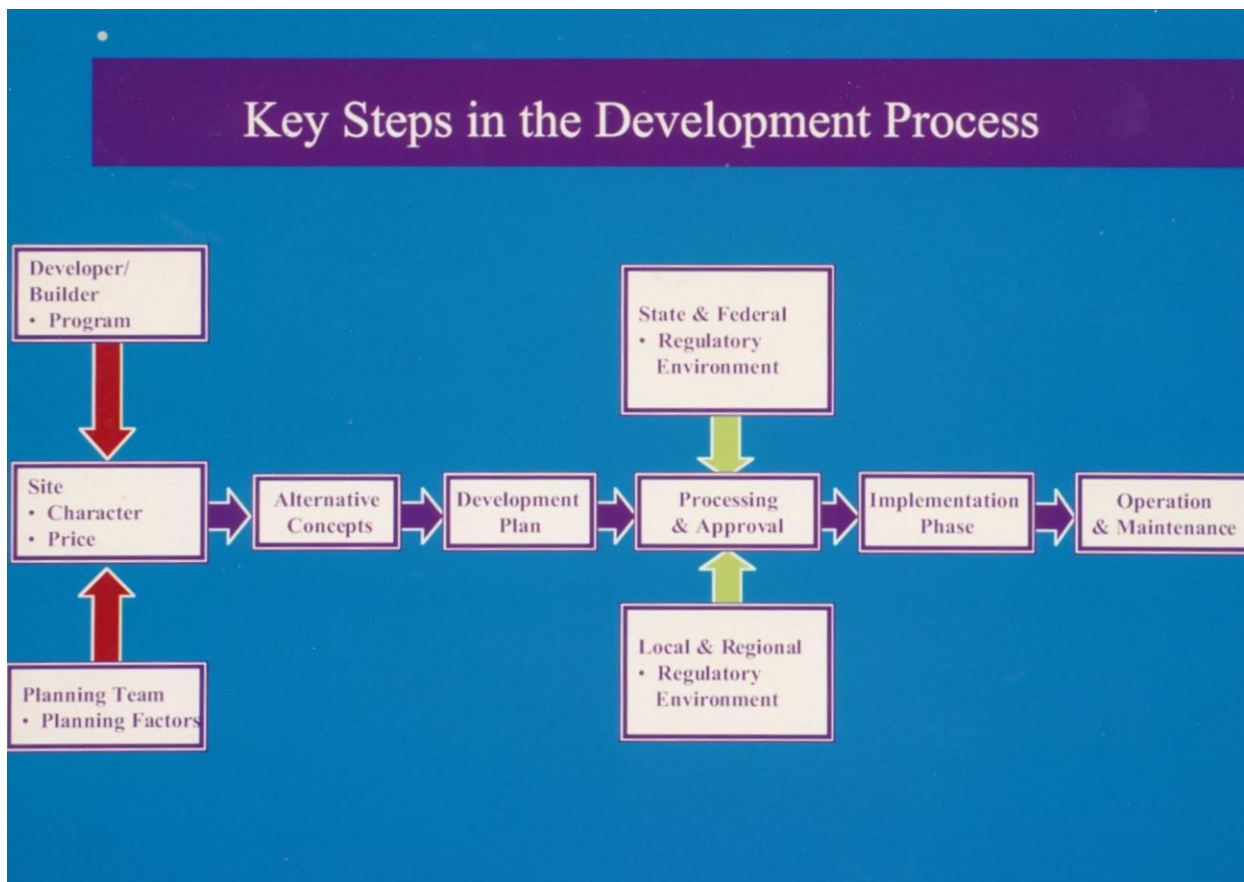 Key Steps in the Development Process
Developer/
Builder
• Program
State & Federal
• Regulatory
Environment
Site
• Character
• Price
Alternative
Concepts
Development
Plan
Processing
& Approval
Implementation
Phase
Operation
& Maintenance
Planning Team
• Planning Factors
Local & Regional
• Regulatory
Environment